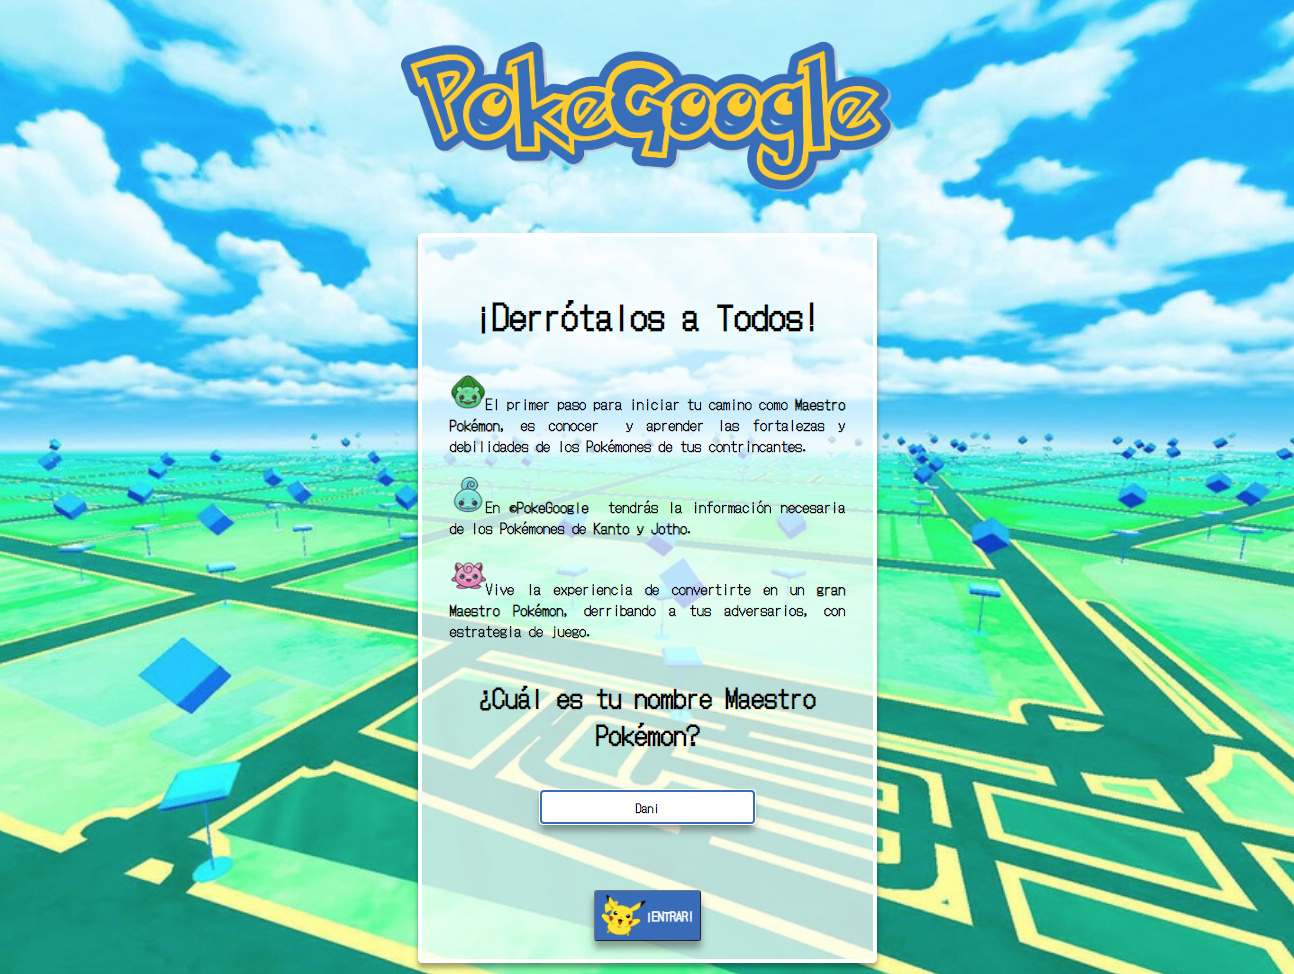 PokeGoogle
¡Derrótalos a Todos!
El primer paso para iniciar tu camino como Maestro
Pokémon, es conocer y aprender las fortalezas y
debilidades de los Pokémones de tus contrincantes.
En ©PokeGoogle tendrás la información necesaria
de los Pokémones de Kanto y Jotho.
Vive la experiencia de convertirte en un gran
Maestro Pokémon, derribando a tus adversarios, con
estrategia de juego.
¿Cuál es tu nombre Maestro
Pokémon?
Dani
¡ENTRAR!